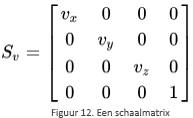 S_v = [ v_x 0 0 0
0 v_y 0 0
0 0 v_z 0
0 0 0 1 ]
Figuur 12. Een schaalmatrix